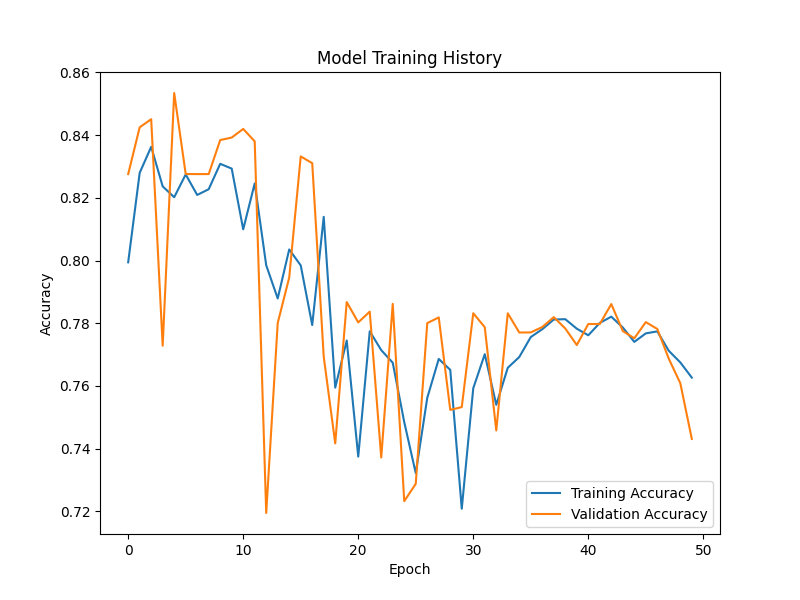 Model Training History
0.86
0.84
0.82
0.80
0.78
0.76
0.74
0.72
Accuracy
0 10 20 30 40 50
Epoch
Training Accuracy
Validation Accuracy